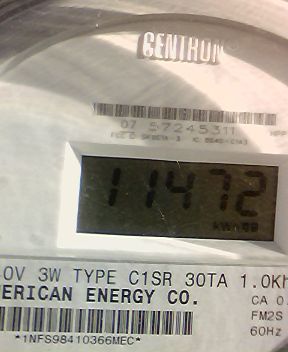 CENTRON
07 57245311
11472
0V 3W TYPE C1SR 30TA 1.0Kh
ERICAN ENERGY CO.
CA 0.
FM2S
60Hz
*1NFS98410366MEC*